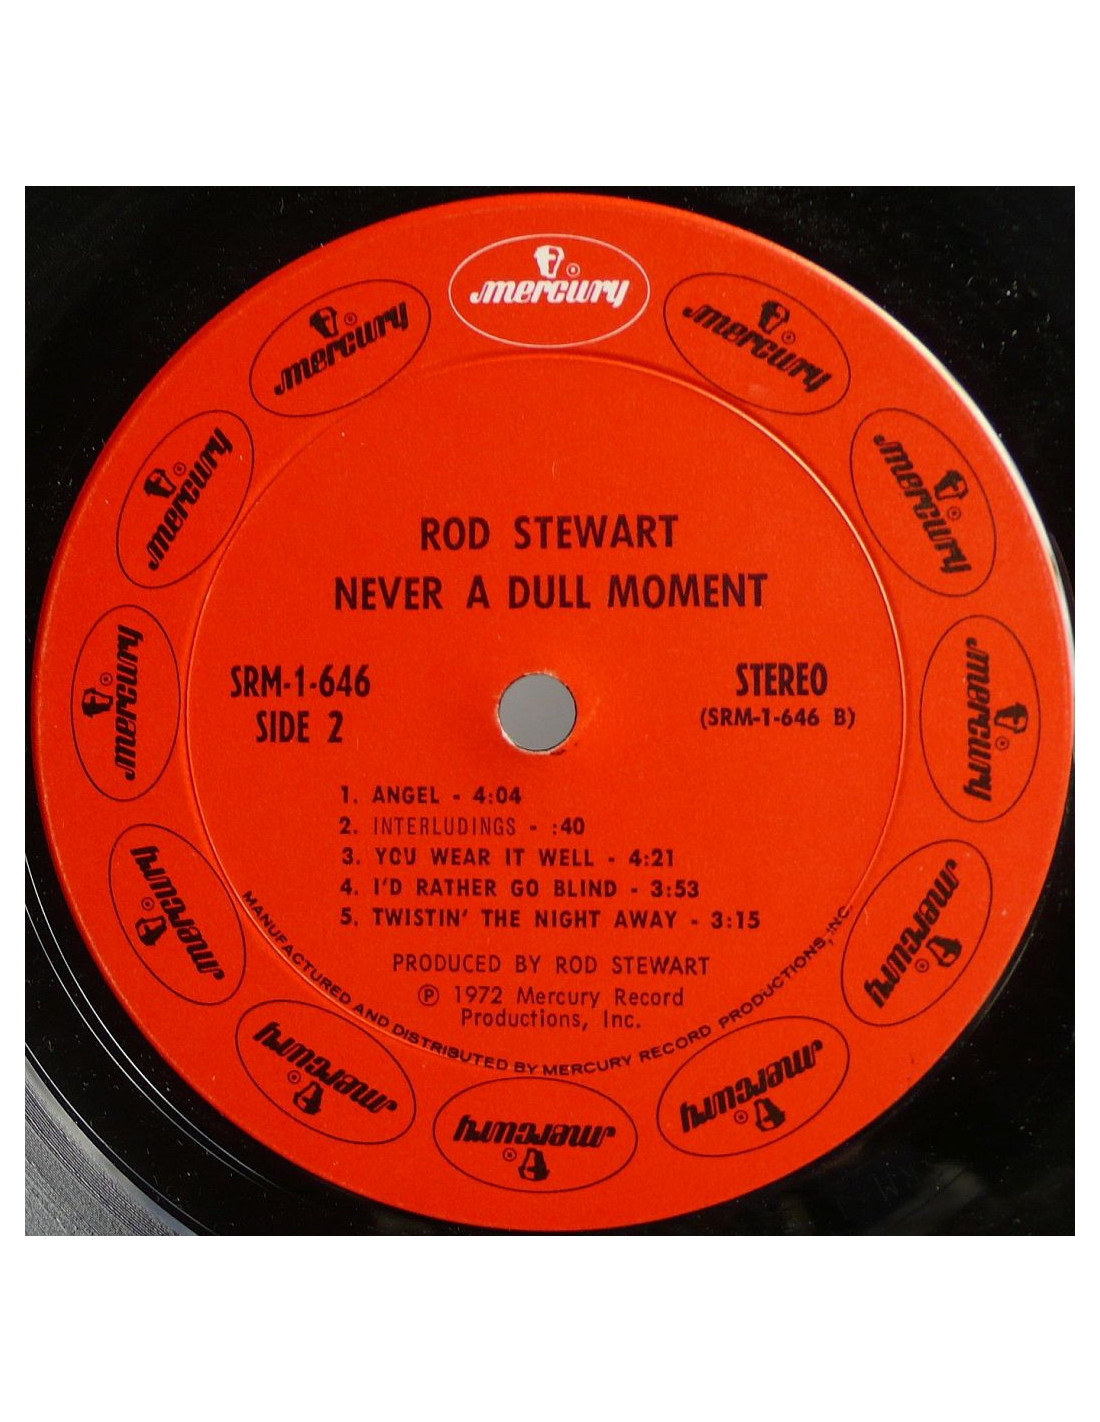 mercury
mercury
mercury
mercury
mercury
mercury
mercury
mercury
mercury
mercury
mercury
mercury
ROD STEWART
NEVER A DULL MOMENT
SRM-1-646
SIDE 2
STEREO
(SRM-1-646 B)
1. ANGEL - 4:04
2. INTERLUDINGS - :40
3. YOU WEAR IT WELL - 4:21
4. I'D RATHER GO BLIND - 3:53
5. TWISTIN' THE NIGHT AWAY - 3:15
PRODUCED BY ROD STEWART
Ⓟ 1972 Mercury Record
Productions, Inc.
MANUFACTURED AND DISTRIBUTED BY MERCURY RECORD PRODUCTIONS, INC.